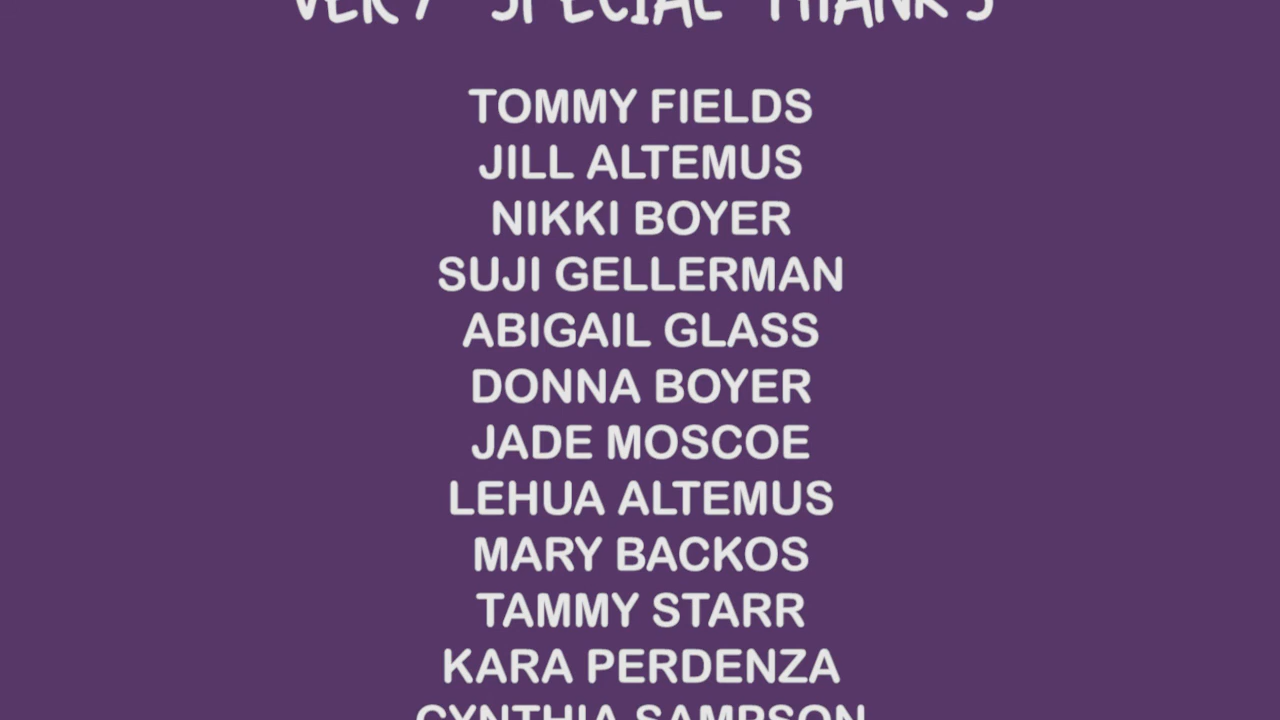 VERY SPECIAL THANKS
TOMMY FIELDS
JILL ALTEMUS
NIKKI BOYER
SUJI GELLERMAN
ABIGAIL GLASS
DONNA BOYER
JADE MOSCOE
LEHUA ALTEMUS
MARY BACKOS
TAMMY STARR
KARA PERDENZA
CYNTHIA SAMPSON